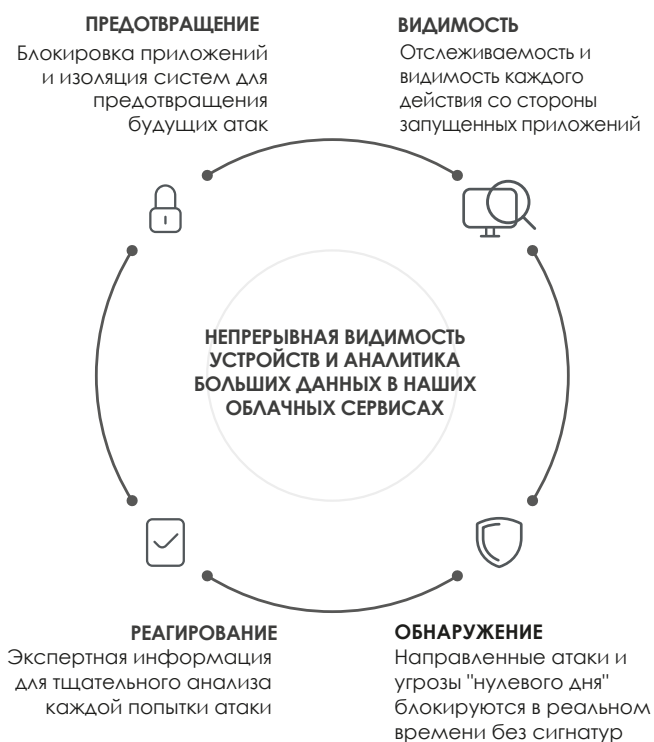 ПРЕДОТВРАЩЕНИЕ
Блокировка приложений
и изоляция систем для
предотвращения
будущих атак
ВИДИМОСТЬ
Отслеживаемость и
видимость каждого
действия со стороны
запущенных приложений
НЕПРЕРЫВНАЯ ВИДИМОСТЬ
УСТРОЙСТВ И АНАЛИТИКА
БОЛЬШИХ ДАННЫХ В НАШИХ
ОБЛАЧНЫХ СЕРВИСАХ
РЕАГИРОВАНИЕ
Экспертная информация
для тщательного анализа
каждой попытки атаки
ОБНАРУЖЕНИЕ
Направленные атаки и
угрозы "нулевого дня"
блокируются в реальном
времени без сигнатур